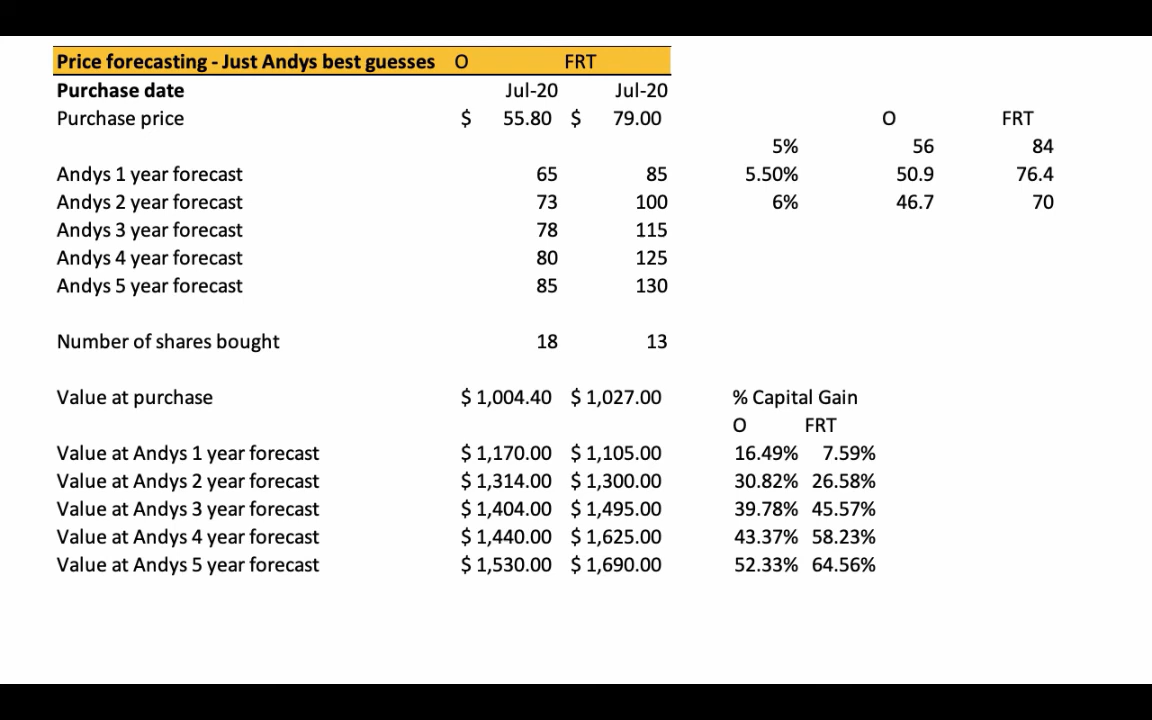 Price forecasting - Just Andys best guesses O FRT
Purchase date Jul-20 Jul-20
Purchase price $ 55.80 $ 79.00 O FRT
5% 56 84
Andys 1 year forecast 65 85 5.50% 50.9 76.4
Andys 2 year forecast 73 100 6% 46.7 70
Andys 3 year forecast 78 115
Andys 4 year forecast 80 125
Andys 5 year forecast 85 130
Number of shares bought 18 13
Value at purchase $ 1,004.40 $ 1,027.00 % Capital Gain
O FRT
Value at Andys 1 year forecast $ 1,170.00 $ 1,105.00 16.49% 7.59%
Value at Andys 2 year forecast $ 1,314.00 $ 1,300.00 30.82% 26.58%
Value at Andys 3 year forecast $ 1,404.00 $ 1,495.00 39.78% 45.57%
Value at Andys 4 year forecast $ 1,440.00 $ 1,625.00 43.37% 58.23%
Value at Andys 5 year forecast $ 1,530.00 $ 1,690.00 52.33% 64.56%